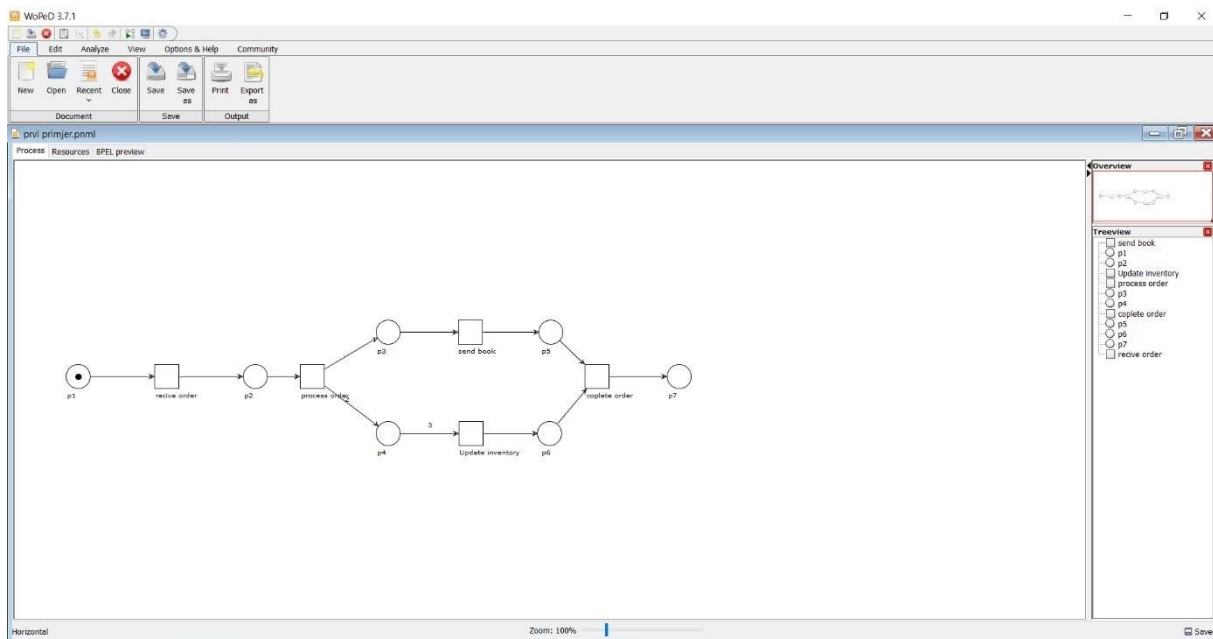 WoPeD 3.7.1
File Edit Analyze View Options & Help Community
New Open Recent Close Save Save as Print Export as
Document Save Output
prvi primjer.pnml
Process Resources BPEL preview
Overview
Treeview
send book
p1
p2
Update inventory
process order
p3
p4
coplete order
p5
p6
p7
recive order
p3 send book p5
p1 recive order p2 process order coplete order p7
3
p4 Update inventory p6
Horizontal Zoom: 100% Save